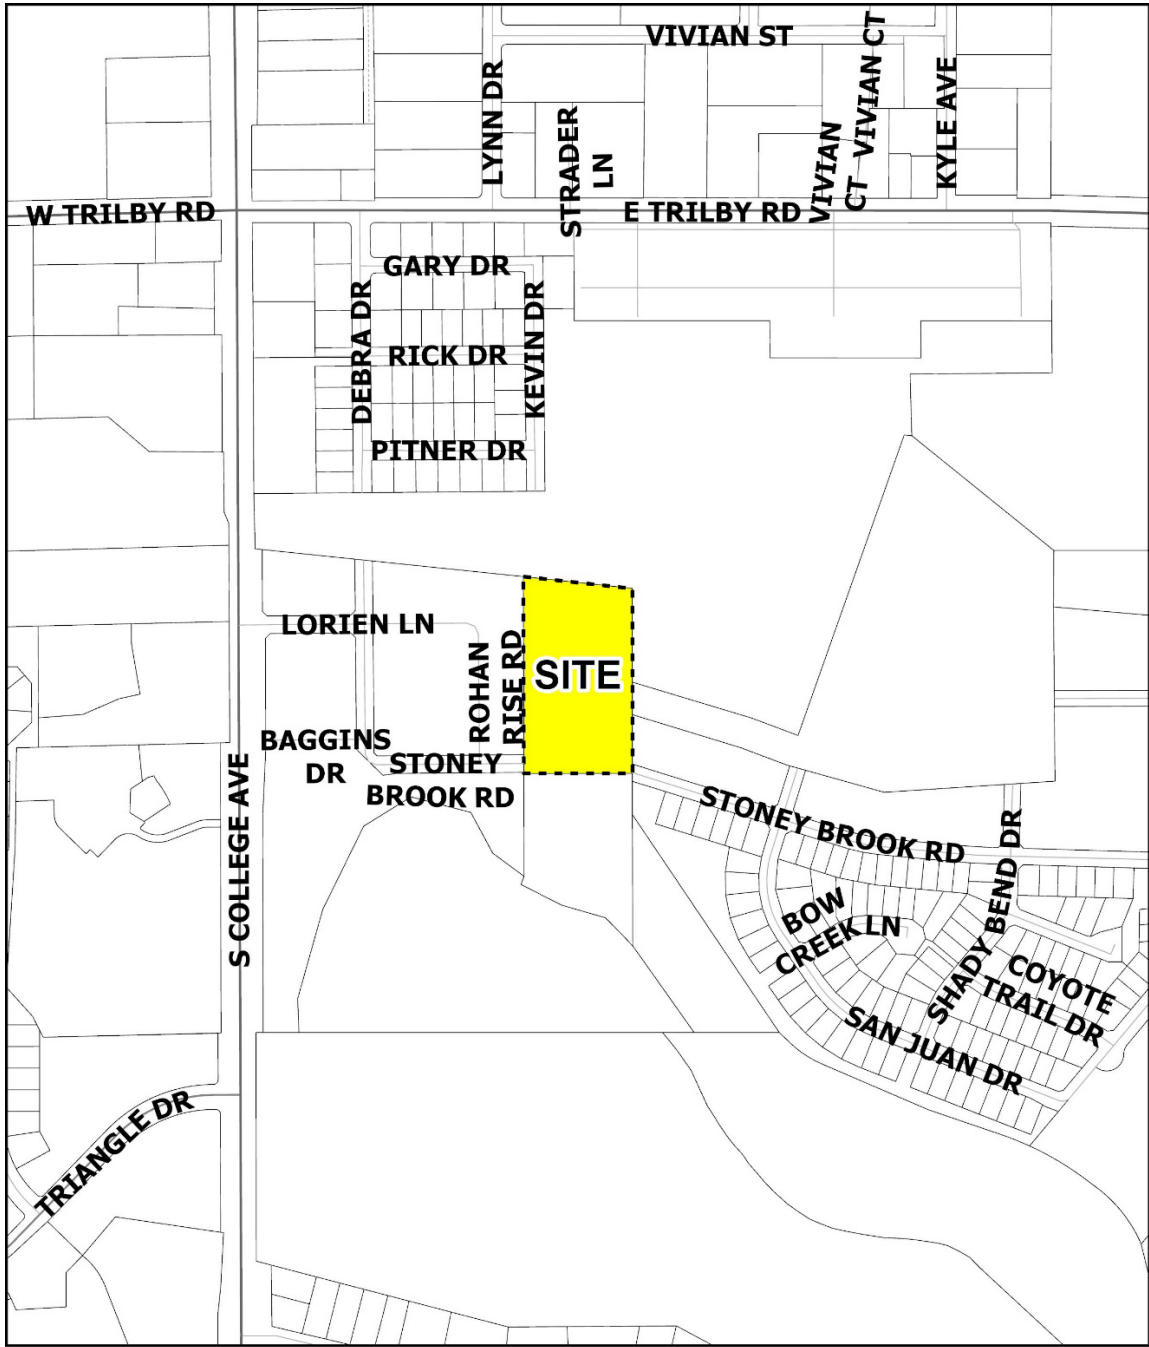 VIVIAN ST
VIVIAN CT
LYNN DR
KYLE AVE
STRADER
LN
VIVIAN
CT
W TRILBY RD
E TRILBY RD
GARY DR
DEBRA DR
KEVIN DR
RICK DR
PITNER DR
LORIEN LN
ROHAN
RISE RD
SITE
BAGGINS
DR
STONEY
BROOK RD
S COLLEGE AVE
STONEY BROOK RD
SHADY BEND DR
BOW
CREEK LN
COYOTE
TRAIL DR
SAN JUAN DR
TRIANGLE DR